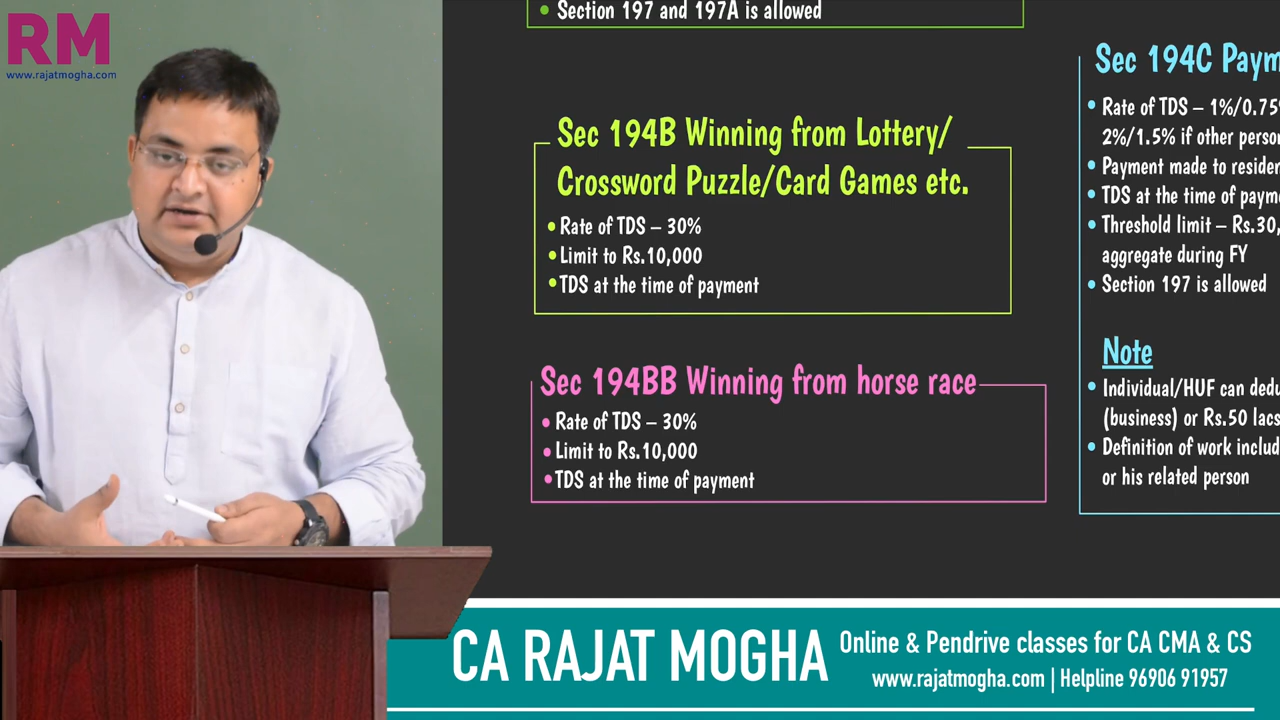 RM
www.rajatmogha.com
• Section 197 and 197A is allowed
Sec 194B Winning from Lottery/
Crossword Puzzle/Card Games etc.
• Rate of TDS – 30%
• Limit to Rs.10,000
• TDS at the time of payment
Sec 194BB Winning from horse race
• Rate of TDS – 30%
• Limit to Rs.10,000
• TDS at the time of payment
Sec 194C Paym
• Rate of TDS – 1%/0.75%
2%/1.5% if other person
• Payment made to residen
• TDS at the time of payme
• Threshold limit – Rs.30,
aggregate during FY
• Section 197 is allowed
Note
• Individual/HUF can dedu
(business) or Rs.50 lacs
• Definition of work includ
or his related person
CA RAJAT MOGHA
Online & Pendrive classes for CA CMA & CS
www.rajatmogha.com | Helpline 96906 91957